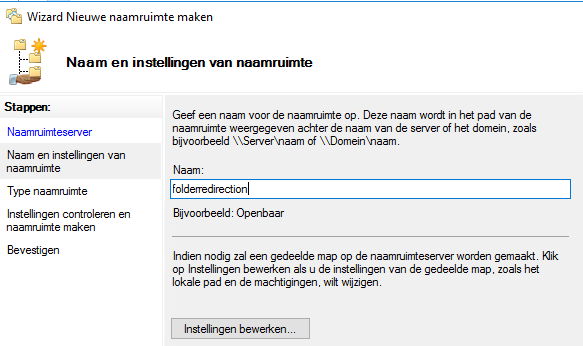 Wizard Nieuwe naamruimte maken
Naam en instellingen van naamruimte
Stappen:
Naamruimteserver
Naam en instellingen van
naamruimte
Type naamruimte
Instellingen controleren en
naamruimte maken
Bevestigen
Geef een naam voor de naamruimte op. Deze naam wordt in het pad van de
naamruimte weergegeven achter de naam van de server of het domein, zoals
bijvoorbeeld \\Server\naam of \\Domein\naam.
Naam:
folderredirection
Bijvoorbeeld: Openbaar
Indien nodig zal een gedeelde map op de naamruimteserver worden gemaakt. Klik
op Instellingen bewerken als u de instellingen van de gedeelde map, zoals het
lokale pad en de machtigingen, wilt wijzigen.
Instellingen bewerken...